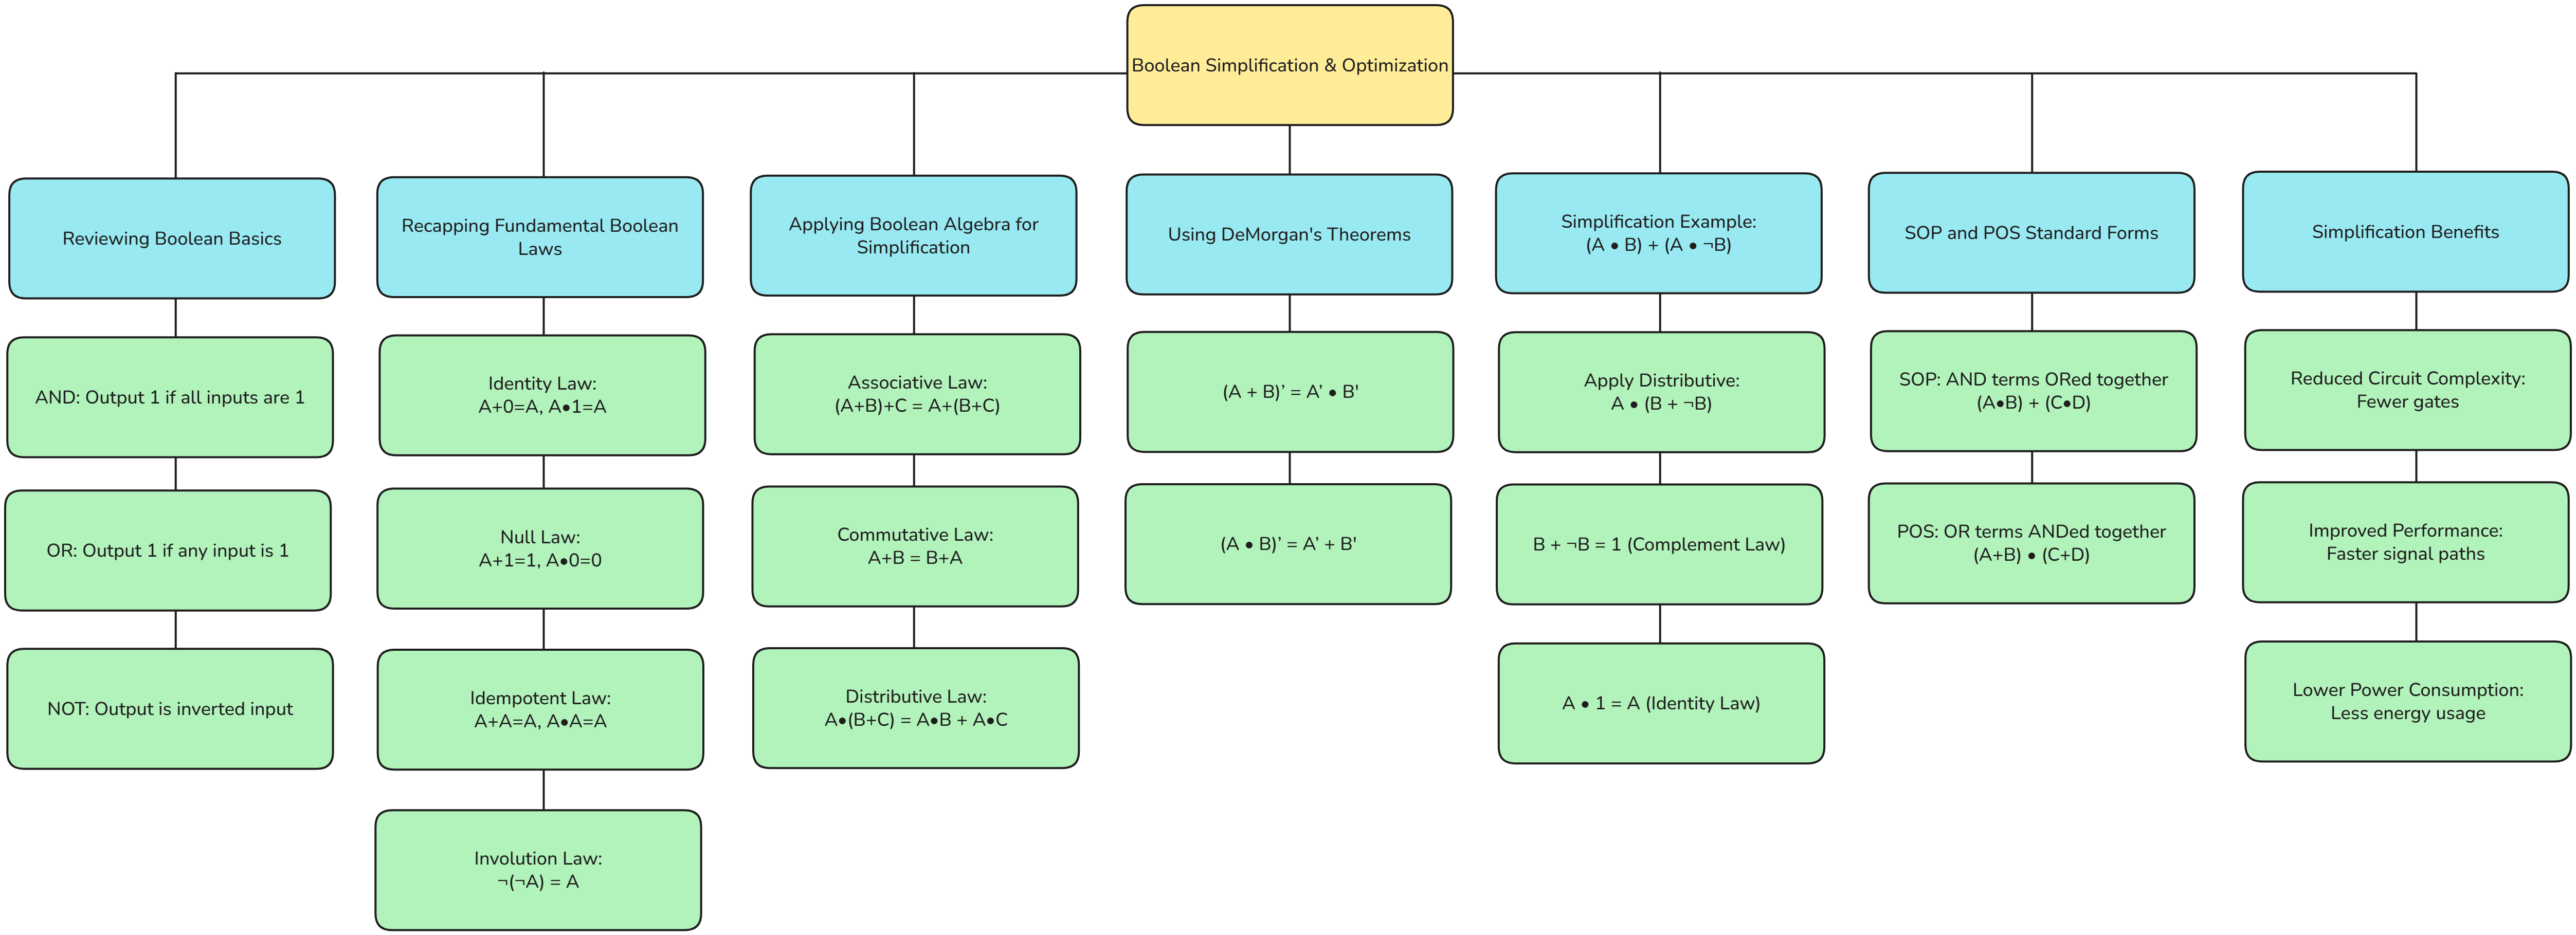 Boolean Simplification & Optimization
Reviewing Boolean Basics
AND: Output 1 if all inputs are 1
OR: Output 1 if any input is 1
NOT: Output is inverted input
Recapping Fundamental Boolean
Laws
Identity Law:
A+0=A, A•1=A
Null Law:
A+1=1, A•0=0
Idempotent Law:
A+A=A, A•A=A
Involution Law:
¬(¬A) = A
Applying Boolean Algebra for
Simplification
Associative Law:
(A+B)+C = A+(B+C)
Commutative Law:
A+B = B+A
Distributive Law:
A•(B+C) = A•B + A•C
Using DeMorgan's Theorems
(A + B)’ = A’ • B'
(A • B)’ = A’ + B'
Simplification Example:
(A • B) + (A • ¬B)
Apply Distributive:
A • (B + ¬B)
B + ¬B = 1 (Complement Law)
A • 1 = A (Identity Law)
SOP and POS Standard Forms
SOP: AND terms ORed together
(A•B) + (C•D)
POS: OR terms ANDed together
(A+B) • (C+D)
Simplification Benefits
Reduced Circuit Complexity:
Fewer gates
Improved Performance:
Faster signal paths
Lower Power Consumption:
Less energy usage